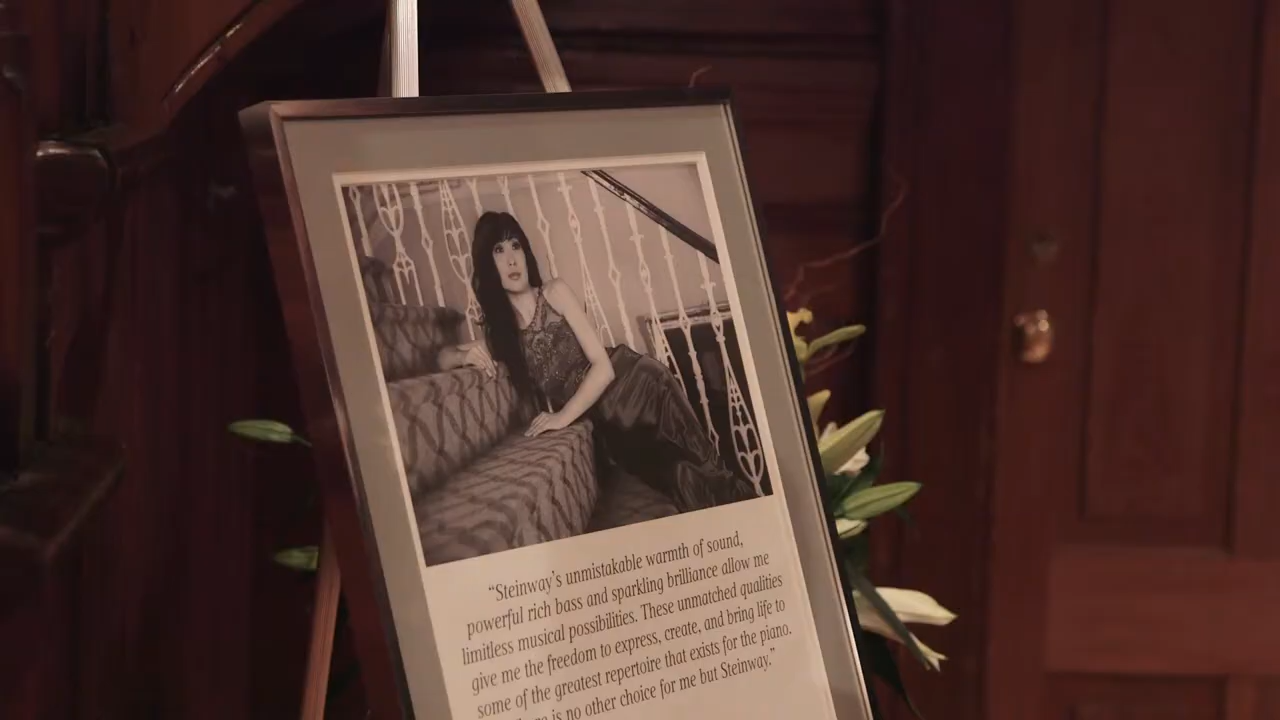 “Steinway’s unmistakable warmth of sound,
powerful rich bass and sparkling brilliance allow me
limitless musical possibilities. These unmatched qualities
give me the freedom to express, create, and bring life to
some of the greatest repertoire that exists for the piano.
is no other choice for me but Steinway.”